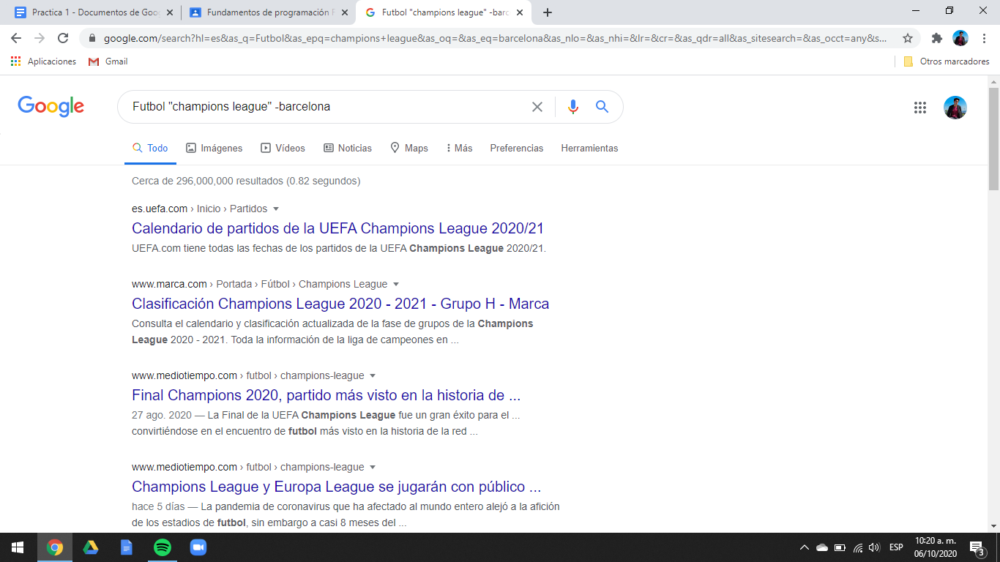 Practica 1 - Documentos de Goo
Fundamentos de programación F
Futbol "champions league" -barc
google.com/search?hl=es&as_q=Futbol&as_epq=champions+league&as_oq=&as_eq=barcelona&as_nlo=&as_nhi=&lr=&cr=&as_qdr=all&as_sitesearch=&as_occt=any&s...
Aplicaciones
Gmail
Otros marcadores
Google
Futbol "champions league" -barcelona
Todo
Imágenes
Vídeos
Noticias
Maps
Más
Preferencias
Herramientas
Cerca de 296,000,000 resultados (0.82 segundos)
es.uefa.com › Inicio › Partidos
Calendario de partidos de la UEFA Champions League 2020/21
UEFA.com tiene todas las fechas de los partidos de la UEFA Champions League 2020/21.
www.marca.com › Portada › Fútbol › Champions League
Clasificación Champions League 2020 - 2021 - Grupo H - Marca
Consulta el calendario y clasificación actualizada de la fase de grupos de la Champions
League 2020 - 2021. Toda la información de la liga de campeones en ...
www.mediotiempo.com › futbol › champions-league
Final Champions 2020, partido más visto en la historia de ...
27 ago. 2020 — La Final de la UEFA Champions League fue un gran éxito para el ...
convirtiéndose en el encuentro de futbol más visto en la historia de la red ...
www.mediotiempo.com › futbol › champions-league
Champions League y Europa League se jugarán con público ...
hace 5 días — La pandemia de coronavirus que ha afectado al mundo entero alejó a la afición
de los estadios de futbol, sin embargo a casi 8 meses del ...
ESP
10:20 a. m.
06/10/2020
3